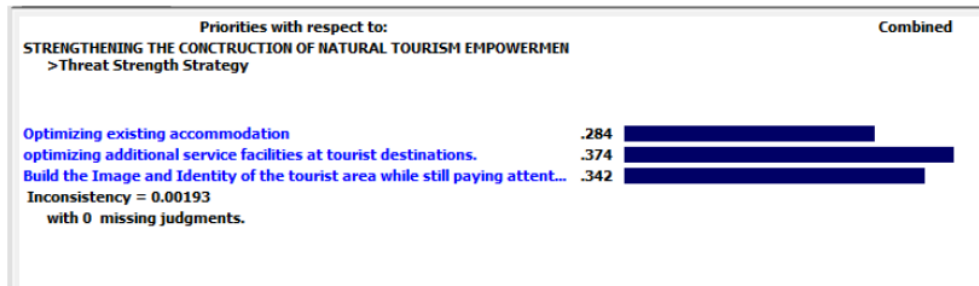 Priorities with respect to: Combined
STRENGTHENING THE CONCTRUCTION OF NATURAL TOURISM EMPOWERMEN
>Threat Strength Strategy
Optimizing existing accommodation .284
optimizing additional service facilities at tourist destinations. .374
Build the Image and Identity of the tourist area while still paying attent... .342
Inconsistency = 0.00193
with 0 missing judgments.